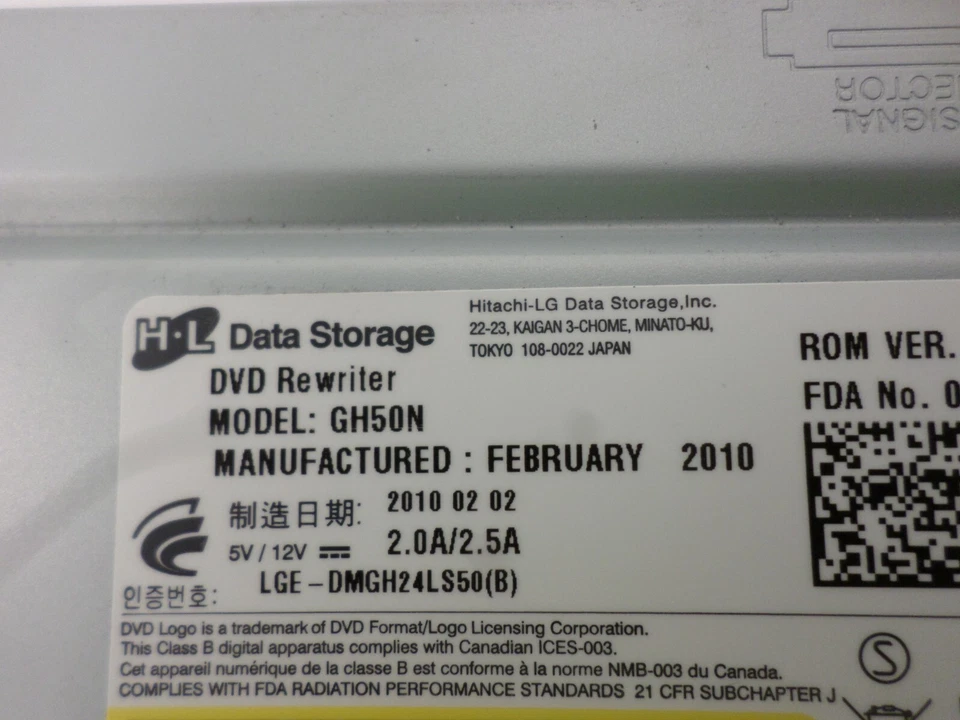 SIGNAL
H·L Data Storage
Hitachi-LG Data Storage,Inc.
22-23, KAIGAN 3-CHOME, MINATO-KU,
TOKYO 108-0022 JAPAN
DVD Rewriter
MODEL: GH50N
MANUFACTURED : FEBRUARY 2010
制造日期: 2010 02 02
5V / 12V 2.0A/2.5A
인증번호: LGE-DMGH24LS50(B)
ROM VER.
FDA No. 0
DVD Logo is a trademark of DVD Format/Logo Licensing Corporation.
This Class B digital apparatus complies with Canadian ICES-003.
Cet appareil numérique de la classe B est conforme à la norme NMB-003 du Canada.
COMPLIES WITH FDA RADIATION PERFORMANCE STANDARDS 21 CFR SUBCHAPTER J
S